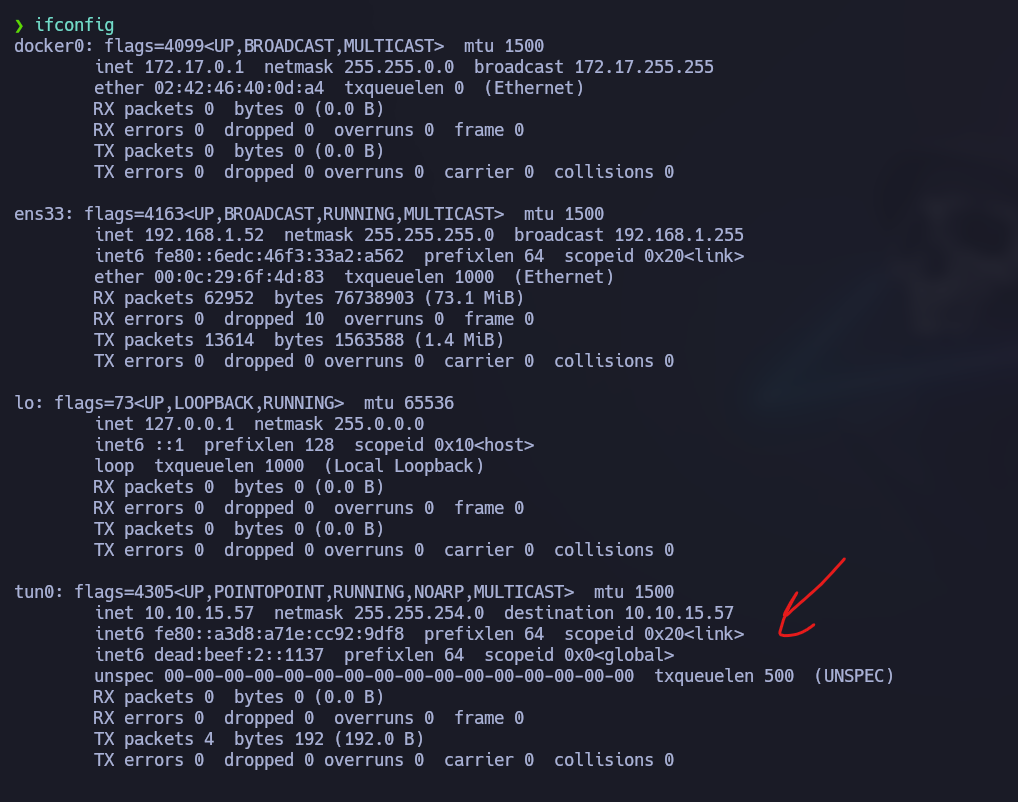 ❯ ifconfig
docker0: flags=4099<UP,BROADCAST,MULTICAST>  mtu 1500
        inet 172.17.0.1  netmask 255.255.0.0  broadcast 172.17.255.255
        ether 02:42:46:40:0d:a4  txqueuelen 0  (Ethernet)
        RX packets 0  bytes 0 (0.0 B)
        RX errors 0  dropped 0  overruns 0  frame 0
        TX packets 0  bytes 0 (0.0 B)
        TX errors 0  dropped 0 overruns 0  carrier 0  collisions 0

ens33: flags=4163<UP,BROADCAST,RUNNING,MULTICAST>  mtu 1500
        inet 192.168.1.52  netmask 255.255.255.0  broadcast 192.168.1.255
        inet6 fe80::6edc:46f3:33a2:a562  prefixlen 64  scopeid 0x20<link>
        ether 00:0c:29:6f:4d:83  txqueuelen 1000  (Ethernet)
        RX packets 62952  bytes 76738903 (73.1 MiB)
        RX errors 0  dropped 10  overruns 0  frame 0
        TX packets 13614  bytes 1563588 (1.4 MiB)
        TX errors 0  dropped 0 overruns 0  carrier 0  collisions 0

lo: flags=73<UP,LOOPBACK,RUNNING>  mtu 65536
        inet 127.0.0.1  netmask 255.0.0.0
        inet6 ::1  prefixlen 128  scopeid 0x10<host>
        loop  txqueuelen 1000  (Local Loopback)
        RX packets 0  bytes 0 (0.0 B)
        RX errors 0  dropped 0  overruns 0  frame 0
        TX packets 0  bytes 0 (0.0 B)
        TX errors 0  dropped 0 overruns 0  carrier 0  collisions 0

tun0: flags=4305<UP,POINTOPOINT,RUNNING,NOARP,MULTICAST>  mtu 1500
        inet 10.10.15.57  netmask 255.255.254.0  destination 10.10.15.57
        inet6 fe80::a3d8:a71e:cc92:9df8  prefixlen 64  scopeid 0x20<link>
        inet6 dead:beef:2::1137  prefixlen 64  scopeid 0x0<global>
        unspec 00-00-00-00-00-00-00-00-00-00-00-00-00-00-00-00  txqueuelen 500  (UNSPEC)
        RX packets 0  bytes 0 (0.0 B)
        RX errors 0  dropped 0  overruns 0  frame 0
        TX packets 4  bytes 192 (192.0 B)
        TX errors 0  dropped 0 overruns 0  carrier 0  collisions 0